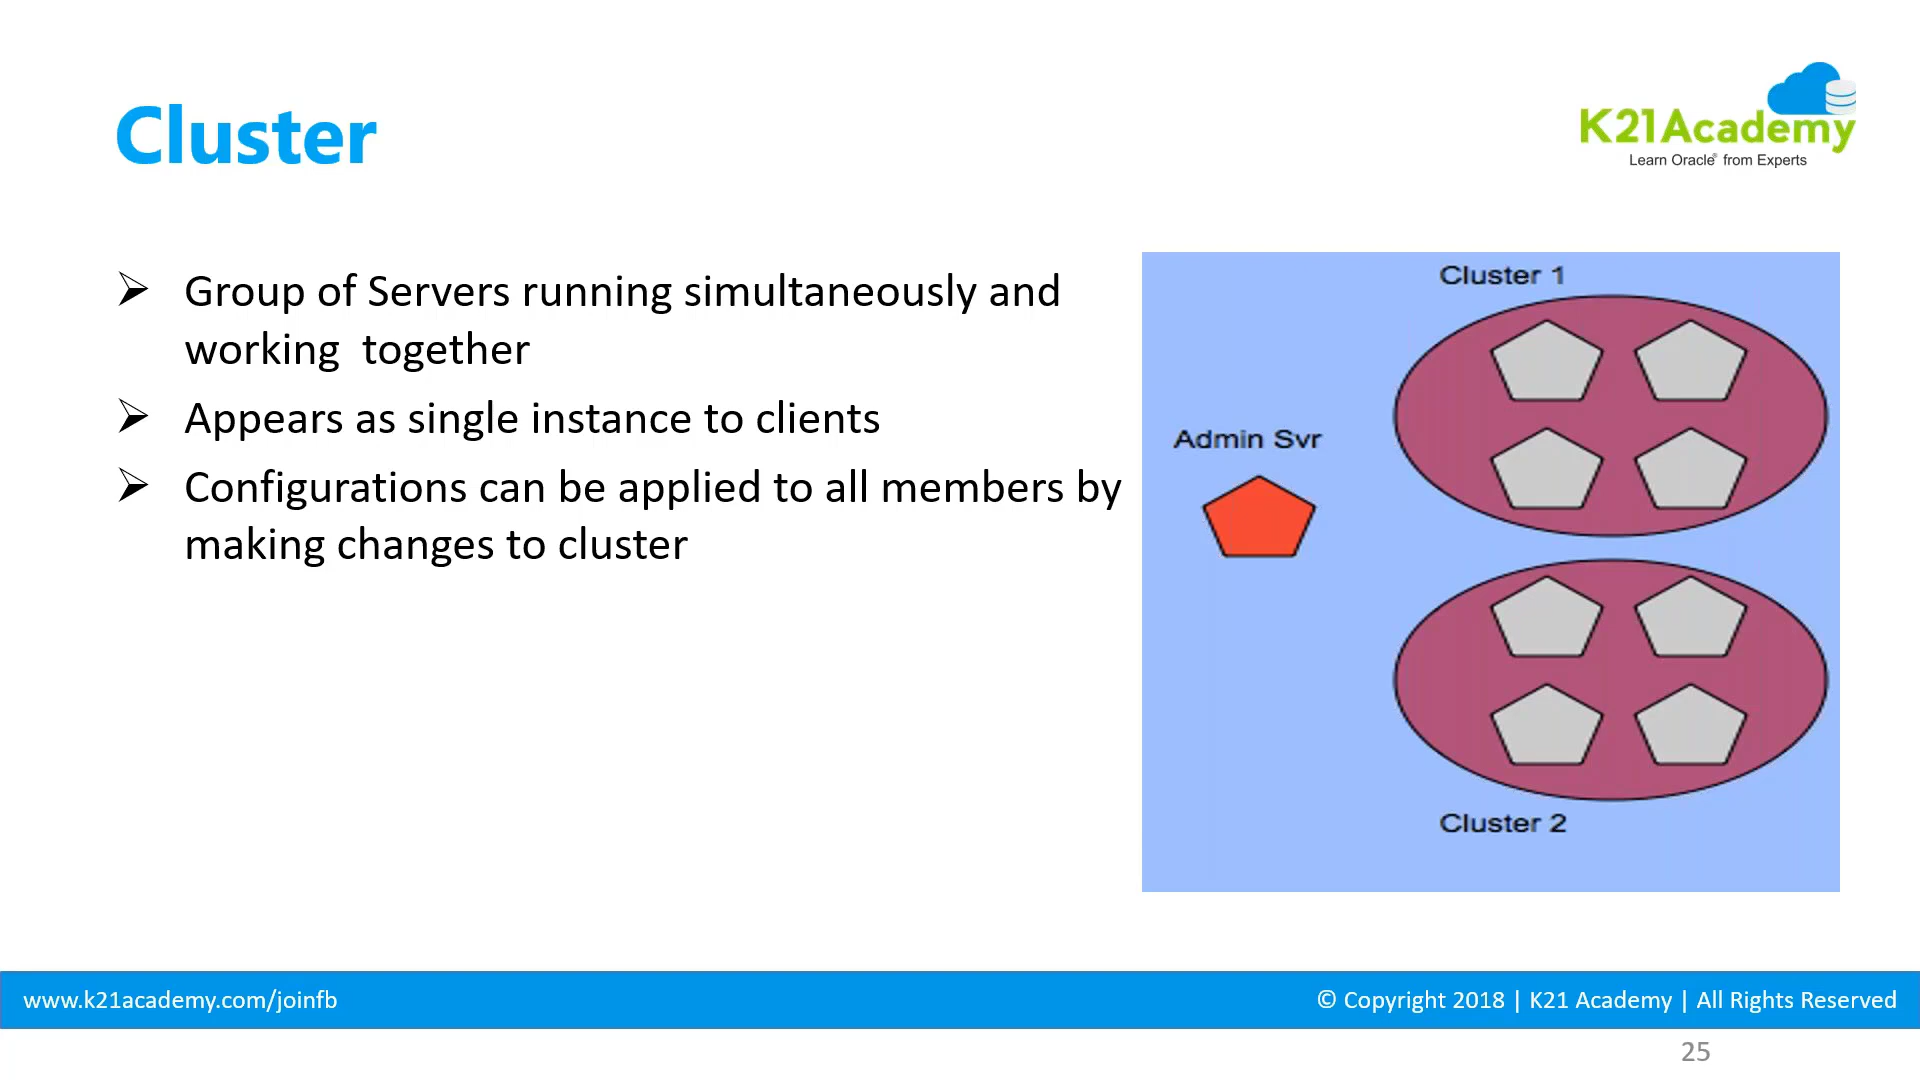 Cluster
K21Academy
Learn Oracle® from Experts
➢ Group of Servers running simultaneously and
working  together
➢ Appears as single instance to clients
➢ Configurations can be applied to all members by
making changes to cluster
Cluster 1
Admin Svr
Cluster 2
www.k21academy.com/joinfb
© Copyright 2018 | K21 Academy | All Rights Reserved
25